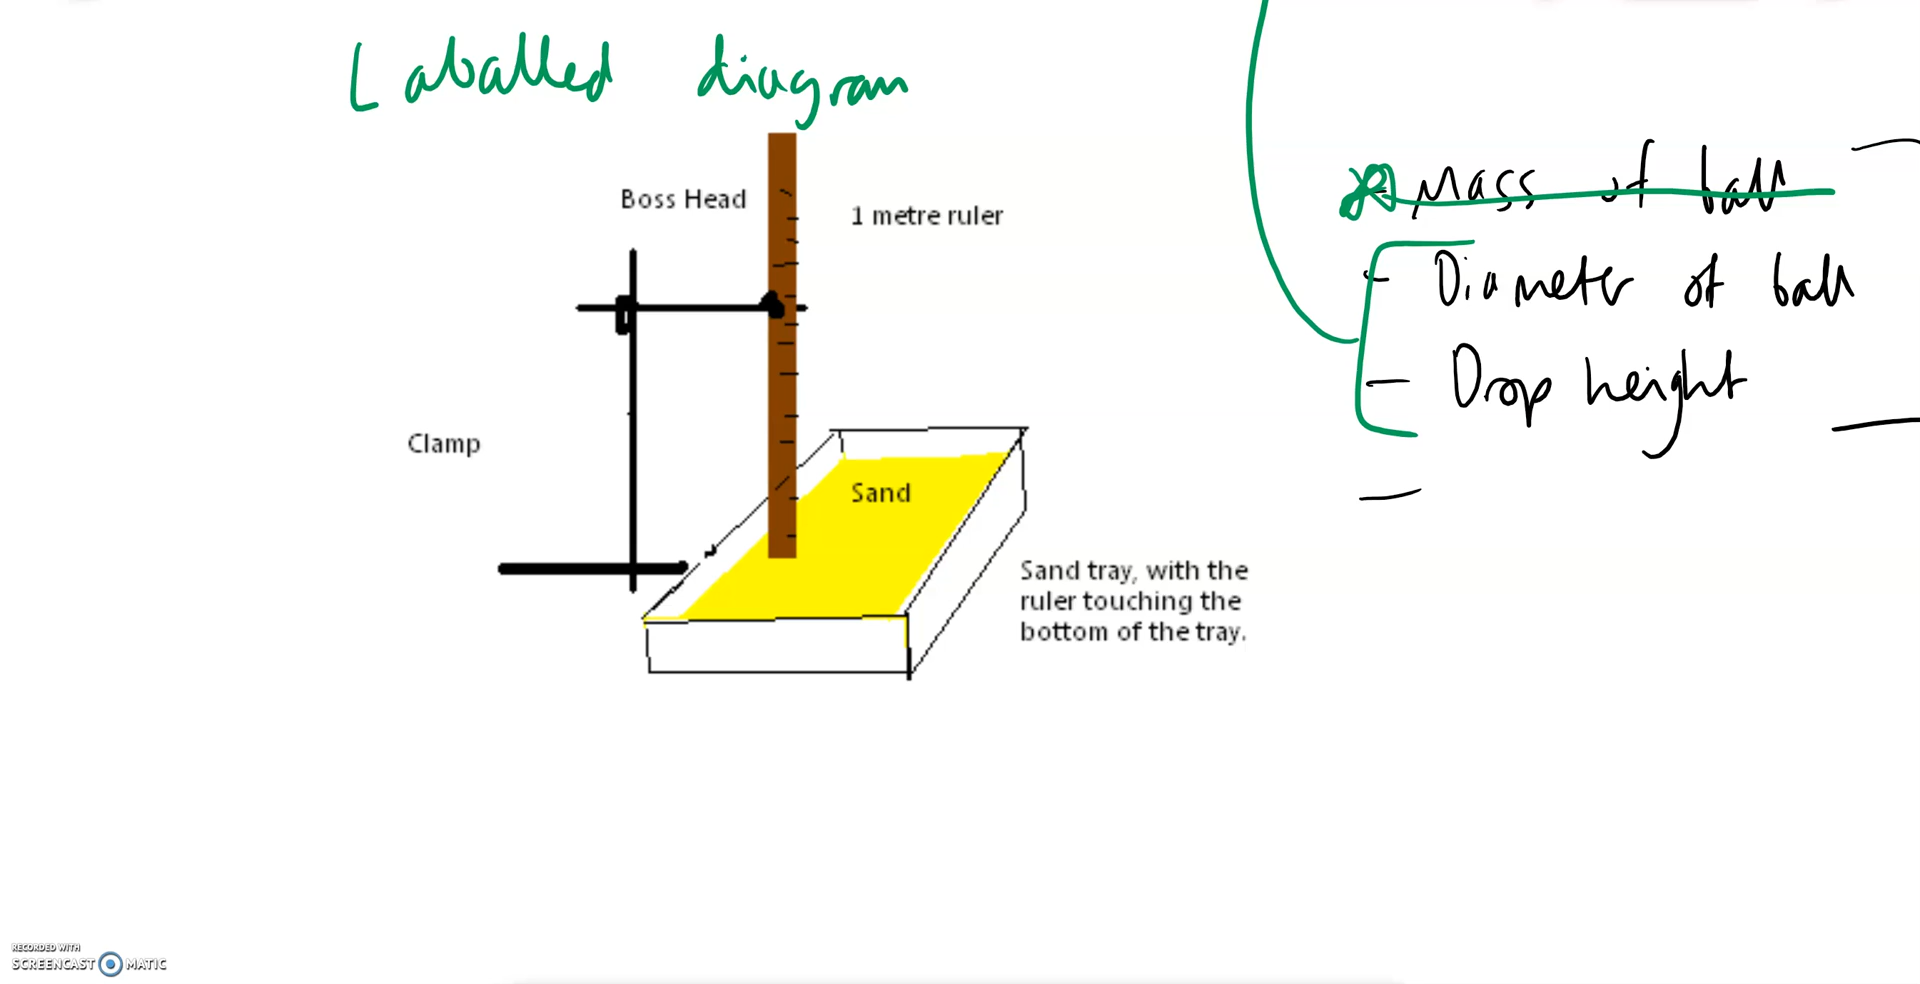 Laballed diagram
Boss Head
1 metre ruler
Clamp
Sand
Sand tray, with the
ruler touching the
bottom of the tray.
Mass of ball
- Diameter of ball
- Drop height
-
RECORDED WITH
SCREENCAST MATIC